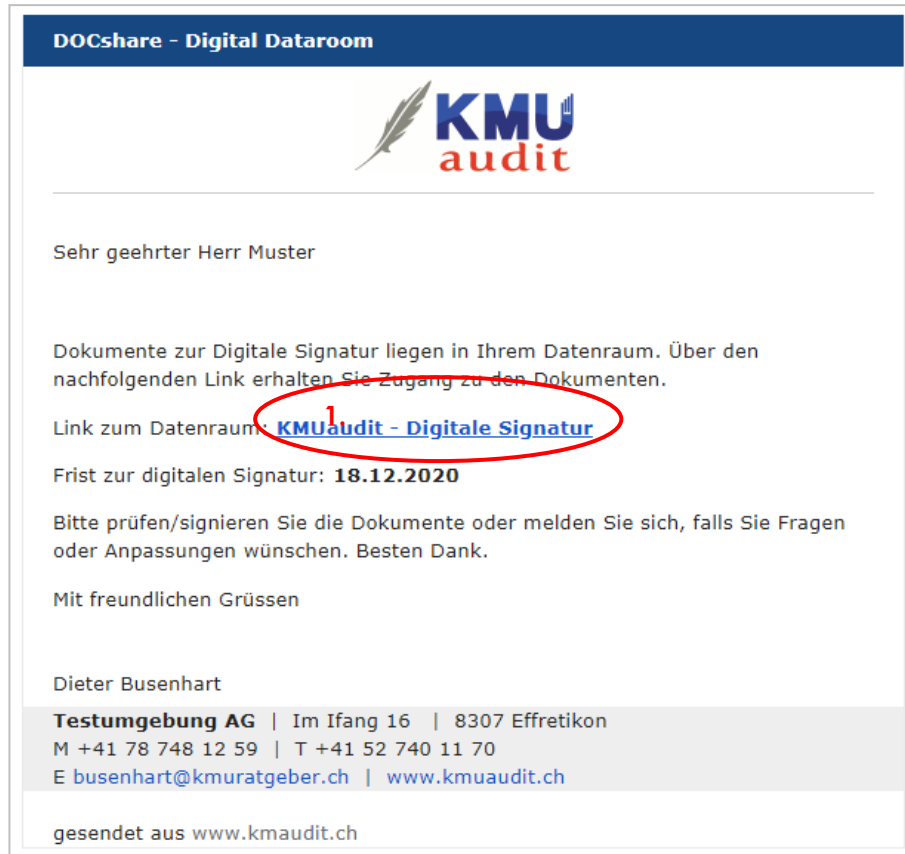 DOCshare - Digital Dataroom
KMU
audit
Sehr geehrter Herr Muster
Dokumente zur Digitale Signatur liegen in Ihrem Datenraum. Über den
nachfolgenden Link erhalten Sie Zugang zu den Dokumenten.
1.
Link zum Datenraum: KMUaudit - Digitale Signatur
Frist zur digitalen Signatur: 18.12.2020
Bitte prüfen/signieren Sie die Dokumente oder melden Sie sich, falls Sie Fragen
oder Anpassungen wünschen. Besten Dank.
Mit freundlichen Grüssen
Dieter Busenhart
Testumgebung AG | Im Ifang 16 | 8307 Effretikon
M +41 78 748 12 59 | T +41 52 740 11 70
E busenhart@kmuratgeber.ch | www.kmuaudit.ch
gesendet aus www.kmaudit.ch